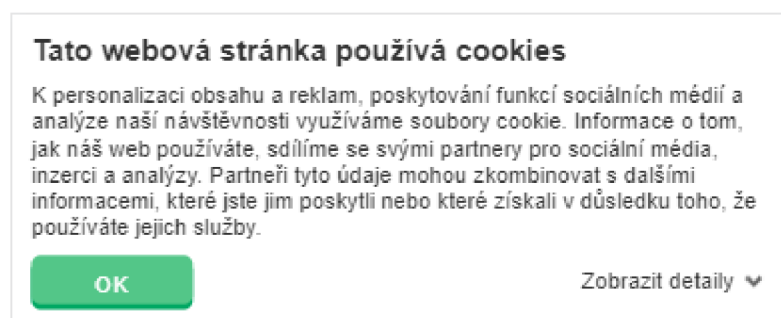 Tato webová stránka používá cookies
K personalizaci obsahu a reklam, poskytování funkcí sociálních médií a
analýze naší návštěvnosti využíváme soubory cookie. Informace o tom,
jak náš web používáte, sdílíme se svými partnery pro sociální média,
inzerci a analýzy. Partneři tyto údaje mohou zkombinovat s dalšími
informacemi, které jste jim poskytli nebo které získali v důsledku toho, že
používáte jejich služby.
OK
Zobrazit detaily